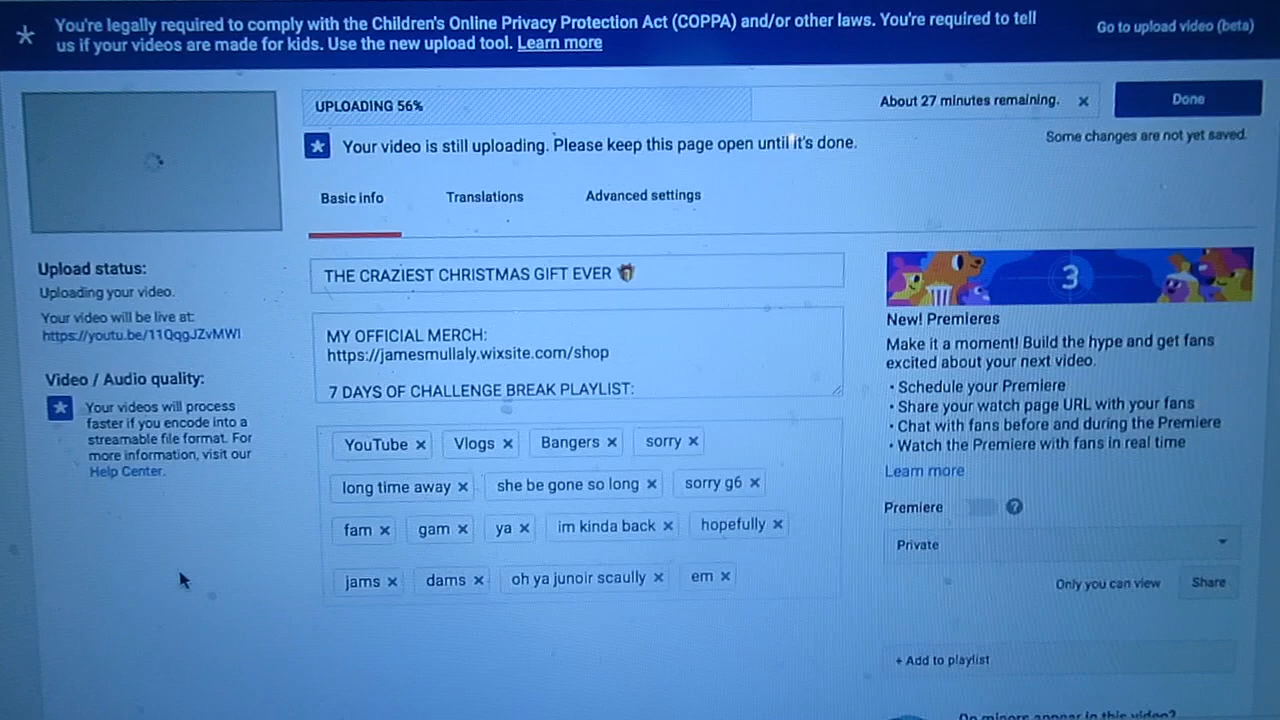 You're legally required to comply with the Children's Online Privacy Protection Act (COPPA) and/or other laws. You're required to tell
us if your videos are made for kids. Use the new upload tool. Learn more
Go to upload video (beta)
UPLOADING 56%
About 27 minutes remaining. ×
Done
Your video is still uploading. Please keep this page open until it's done.
Some changes are not yet saved.
Basic info
Translations
Advanced settings
Upload status:
Uploading your video.
Your video will be live at:
https://youtu.be/11QqgJZvMWI
Video / Audio quality:
Your videos will process
faster if you encode into a
streamable file format. For
more information, visit our
Help Center.
THE CRAZIEST CHRISTMAS GIFT EVER
MY OFFICIAL MERCH:
https://jamesmullaly.wixsite.com/shop
7 DAYS OF CHALLENGE BREAK PLAYLIST:
YouTube × Vlogs × Bangers × sorry ×
long time away × she be gone so long × sorry g6 ×
fam × gam × ya × im kinda back × hopefully ×
jams × dams × oh ya junoir scaully × em ×
3
New! Premieres
Make it a moment! Build the hype and get fans
excited about your next video.
• Schedule your Premiere
• Share your watch page URL with your fans
• Chat with fans before and during the Premiere
• Watch the Premiere with fans in real time
Learn more
Premiere ?
Private
Only you can view
Share
+ Add to playlist
Do minors appear in this video?